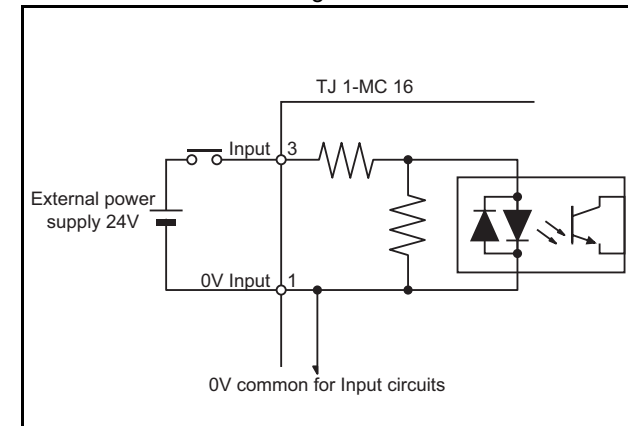 TJ 1-MC 16
Input 3
External power
supply 24V
0V Input 1
0V common for Input circuits